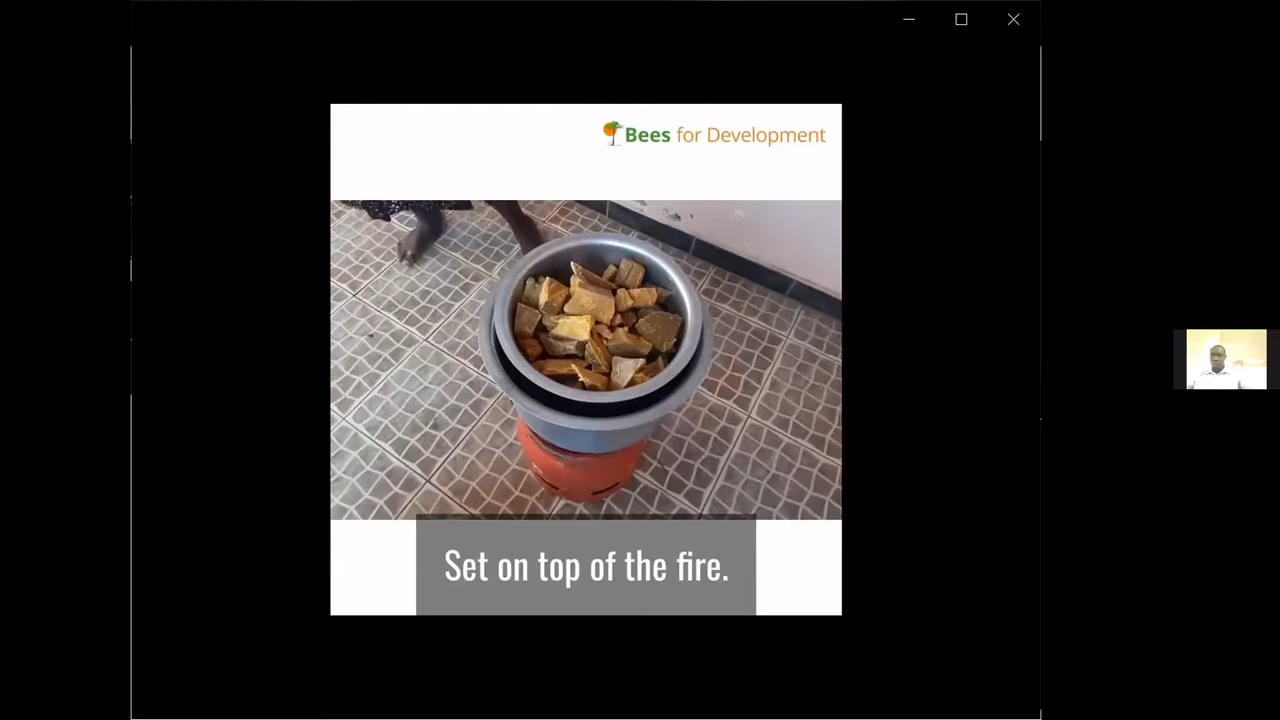 Bees for Development
Set on top of the fire.